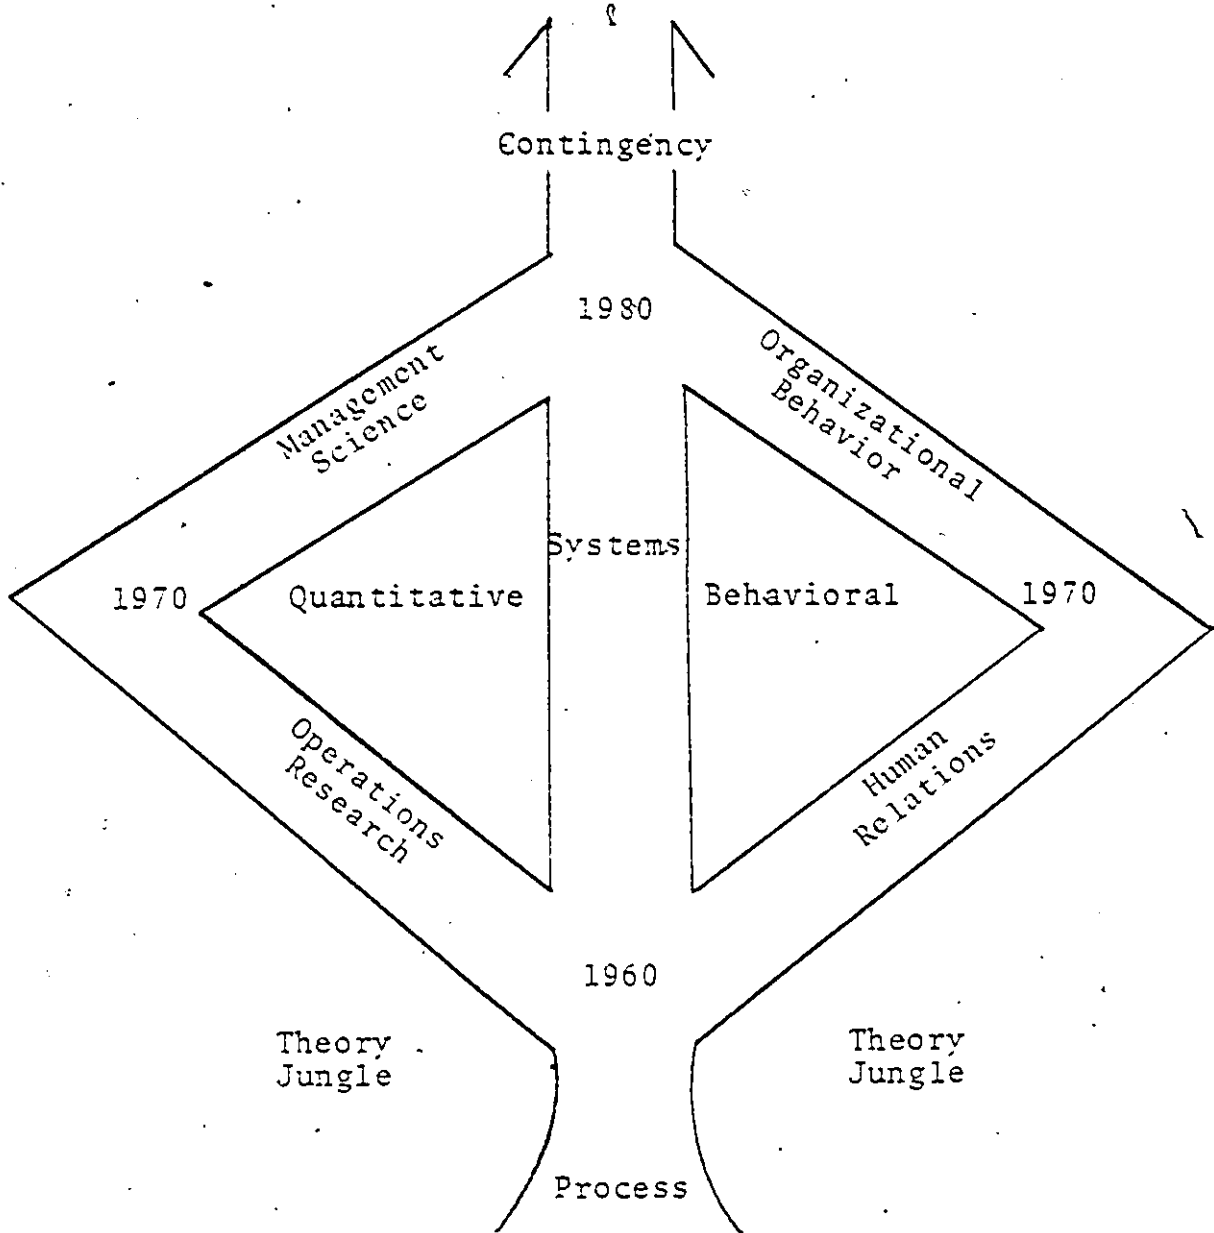 Contingency
1980
Management
Science
Organizational
Behavior
Systems
1970
Quantitative
Behavioral
1970
Operations
Research
Human
Relations
1960
Theory
Jungle
Theory
Jungle
Process